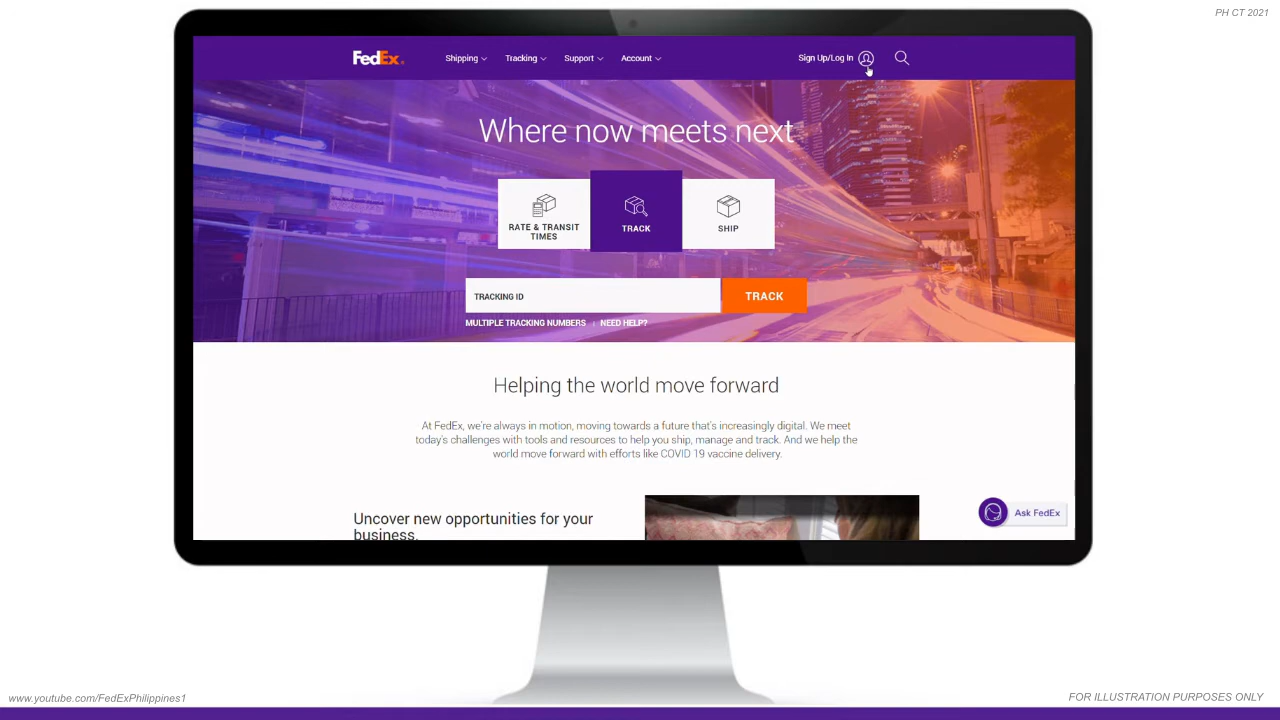 PH CT 2021
FedEx®
Shipping
Tracking
Support
Account
Sign Up/Log In
Where now meets next
RATE & TRANSIT
TIMES
TRACK
SHIP
TRACKING ID
TRACK
MULTIPLE TRACKING NUMBERS | NEED HELP?
Helping the world move forward
At FedEx, we're always in motion, moving towards a future that's increasingly digital. We meet
today's challenges with tools and resources to help you ship, manage and track. And we help the
world move forward with efforts like COVID 19 vaccine delivery.
Uncover new opportunities for your
business.
Ask FedEx
www.youtube.com/FedExPhilippines1
FOR ILLUSTRATION PURPOSES ONLY